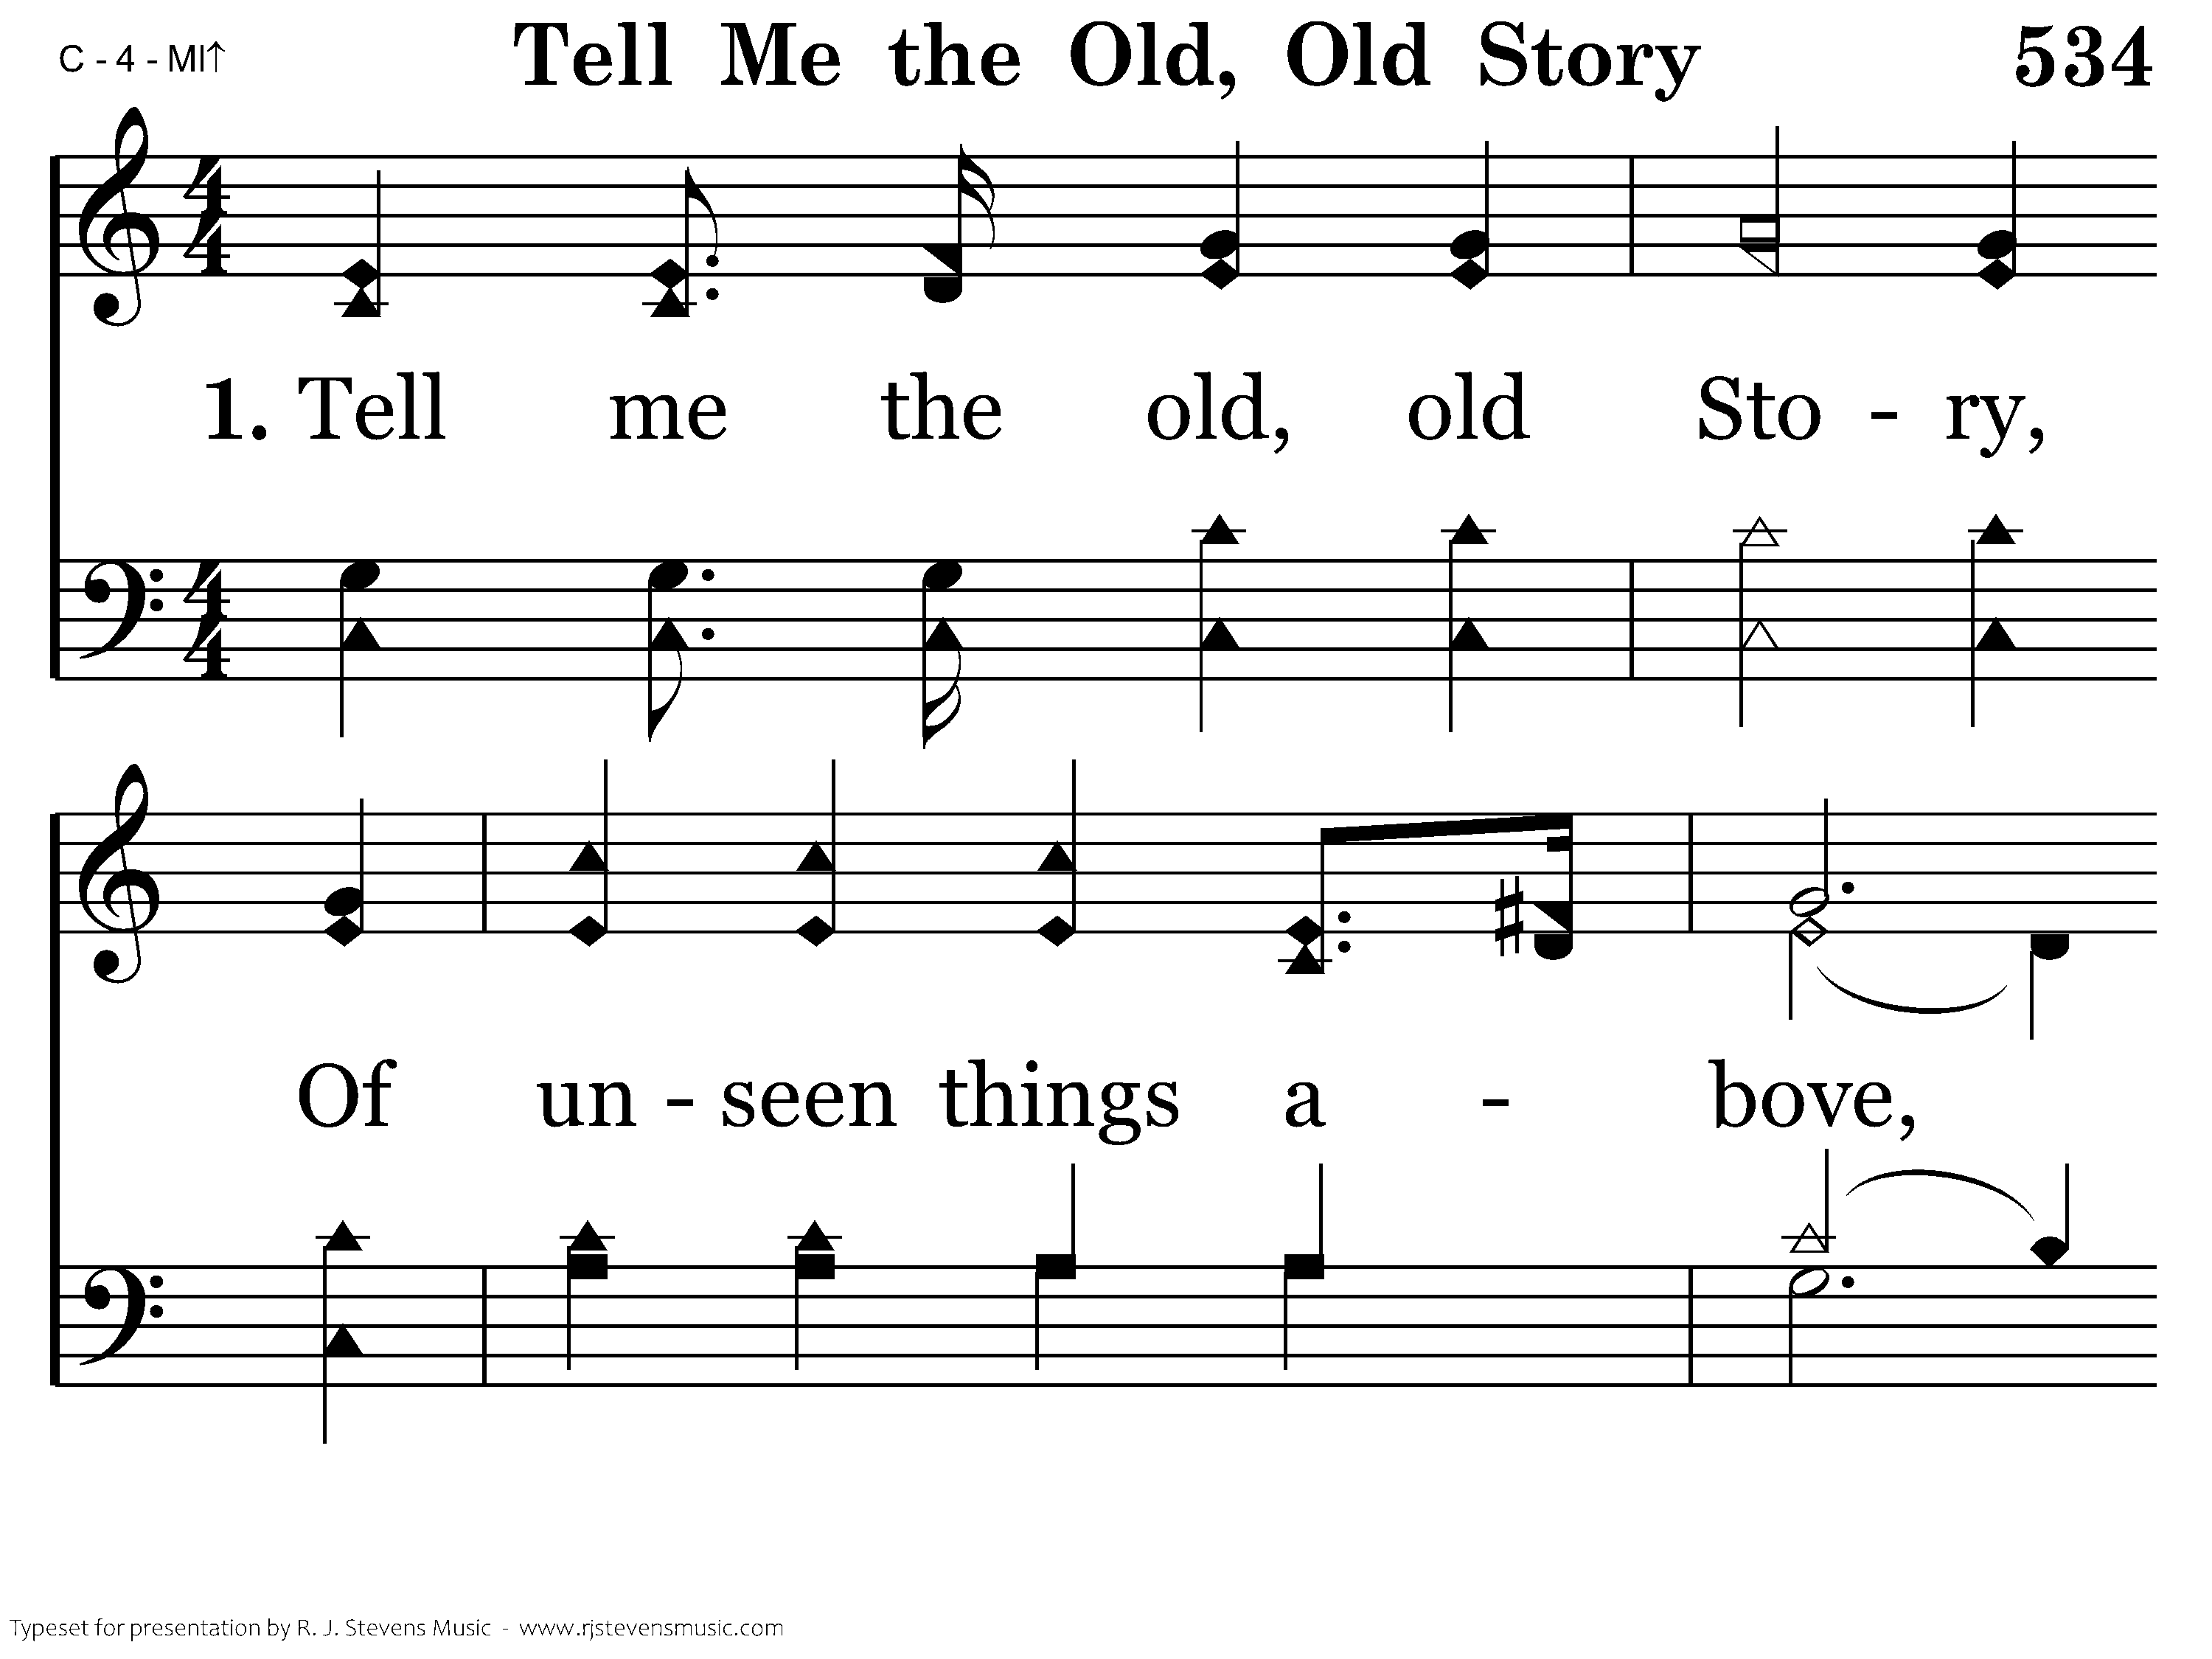 C - 4 - MI↑ Tell Me the Old, Old Story 534
1. Tell me the old, old Sto - ry,
Of un - seen things a - bove,
Typeset for presentation by R. J. Stevens Music - www.rjstevensmusic.com